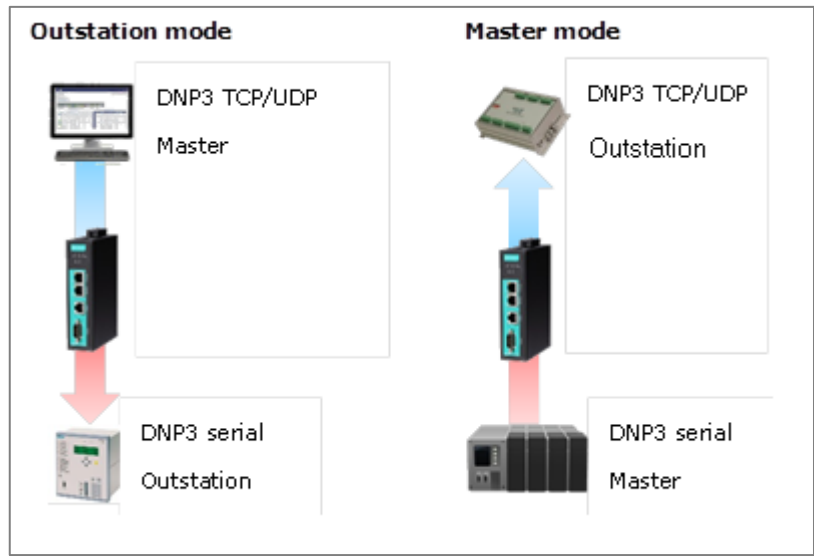 Outstation mode
DNP3 TCP/UDP
Master
DNP3 serial
Outstation
Master mode
DNP3 TCP/UDP
Outstation
DNP3 serial
Master